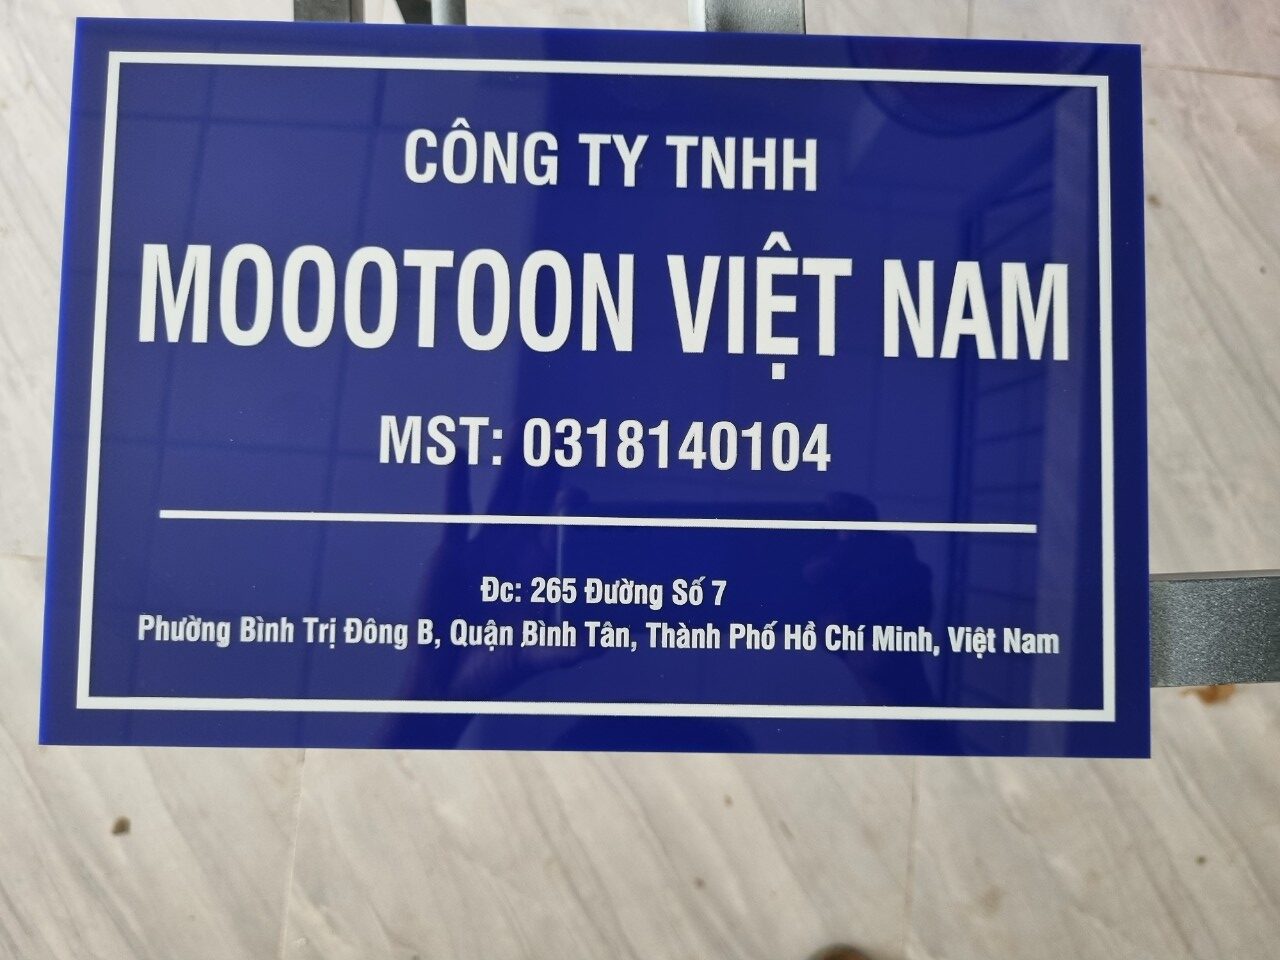 CÔNG TY TNHH
MOOOTOON VIỆT NAM
MST: 0318140104
Đc: 265 Đường Số 7
Phường Bình Trị Đông B, Quận Bình Tân, Thành Phố Hồ Chí Minh, Việt Nam